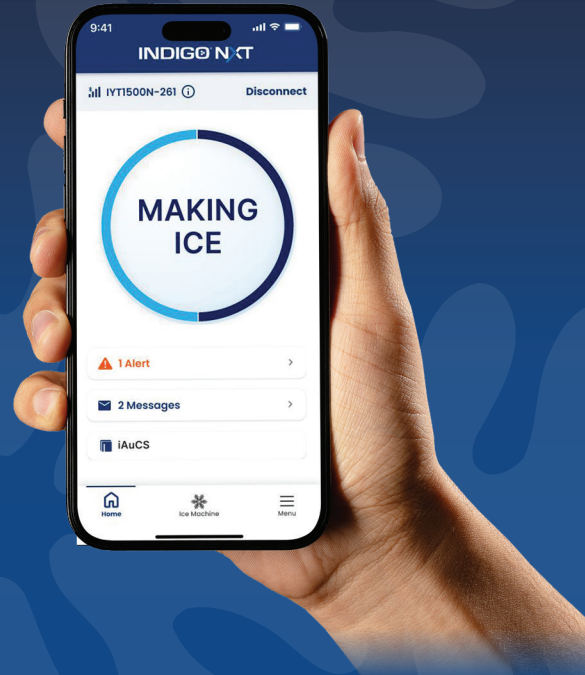 9:41
INDIGO NXT
IYT1500N-261 Disconnect
MAKING
ICE
1 Alert
2 Messages
iAuCS
Home Ice Machine Menu